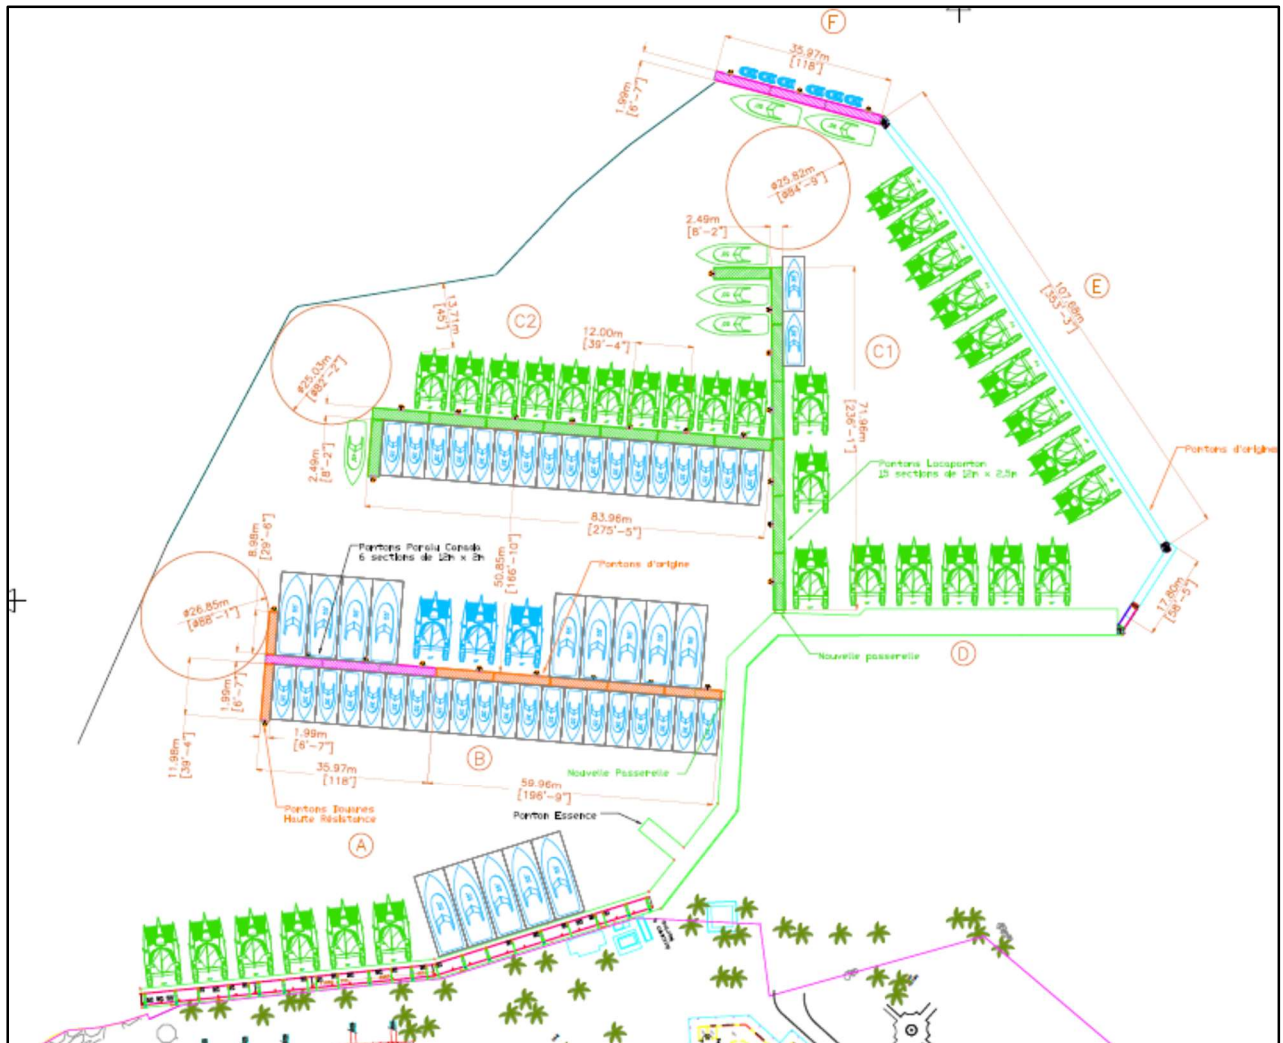 F
35.97m
[118']
1.99m
[6'-7"]
ø25.82m
[ø84'-9"]
2.49m
[8'-2"]
E
107.68m
[353'-3"]
13.71m
[45']
C2
12.00m
[39'-4"]
C1
ø25.03m
[ø82'-2"]
71.98m
[236'-1"]
2.49m
[8'-2"]
Pontons d'origine
Pontons Locaponton
15 sections de 12m x 2,5m
83.96m
[275'-5"]
8.98m
[29'-6"]
Pontons Poralu Canada
6 sections de 12m x 2m
50.85m
[166'-10"]
Pontons d'origine
ø26.85m
[ø88'-1"]
17.80m
[58'-5"]
Nouvelle passerelle
D
1.99m
[6'-7"]
11.98m
[39'-4"]
1.99m
[6'-7"]
B
35.97m
[118']
Nouvelle Passerelle
59.96m
[196'-9"]
Pontons Douanes
Haute Résistance
Ponton Essence
A